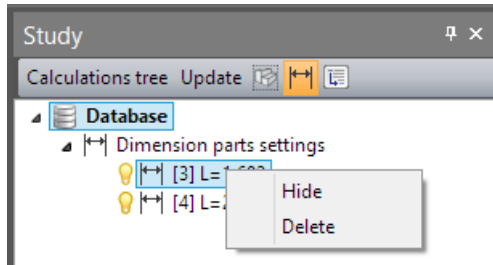 Study
Calculations tree Update
Database
Dimension parts settings
[3] L=
[4] L=
Hide
Delete